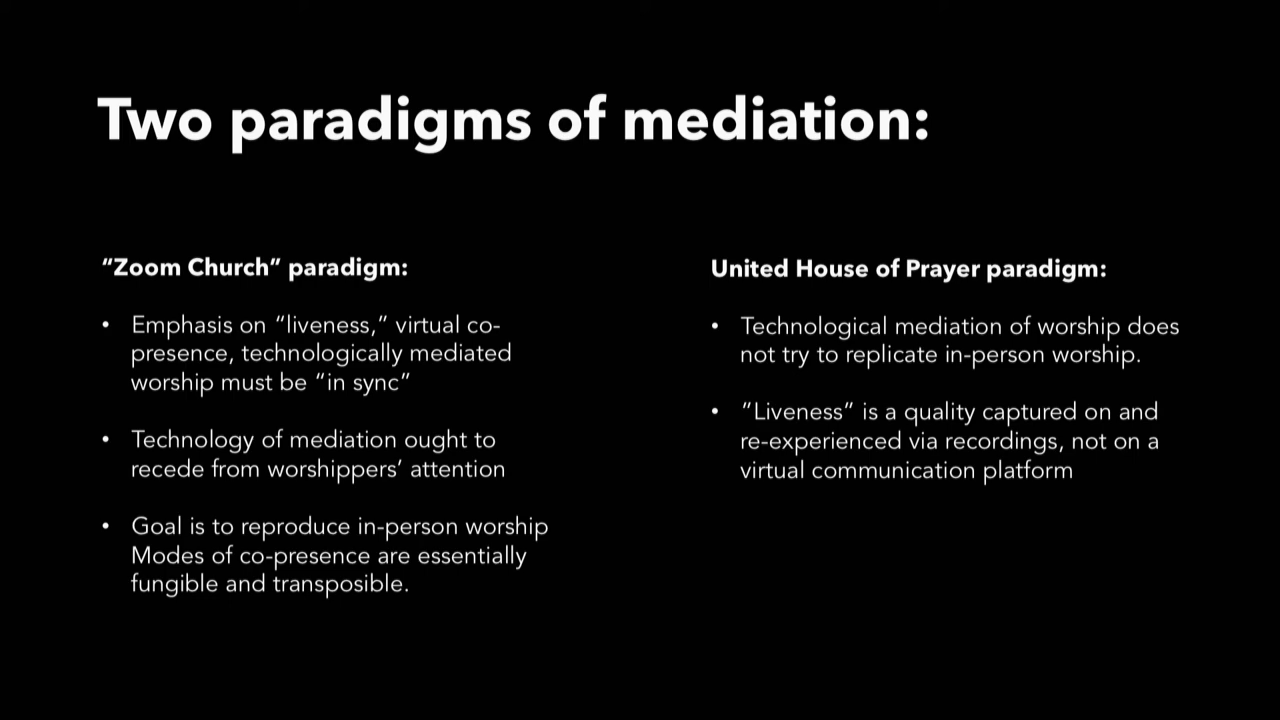 Two paradigms of mediation:
“Zoom Church” paradigm:
• Emphasis on “liveness,” virtual co-
presence, technologically mediated
worship must be “in sync”
• Technology of mediation ought to
recede from worshippers’ attention
• Goal is to reproduce in-person worship
Modes of co-presence are essentially
fungible and transposible.
United House of Prayer paradigm:
• Technological mediation of worship does
not try to replicate in-person worship.
• “Liveness” is a quality captured on and
re-experienced via recordings, not on a
virtual communication platform